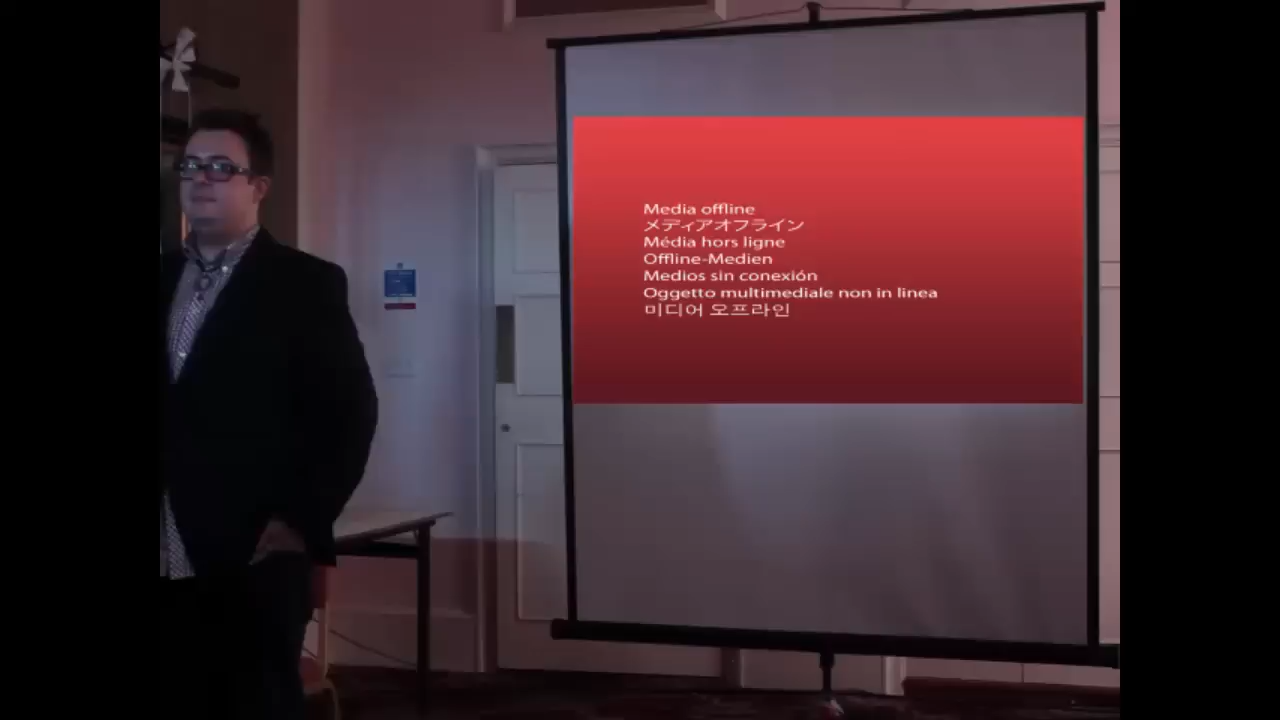 Media offline
メディアオフライン
Média hors ligne
Offline-Medien
Medios sin conexión
Oggetto multimediale non in linea
미디어 오프라인